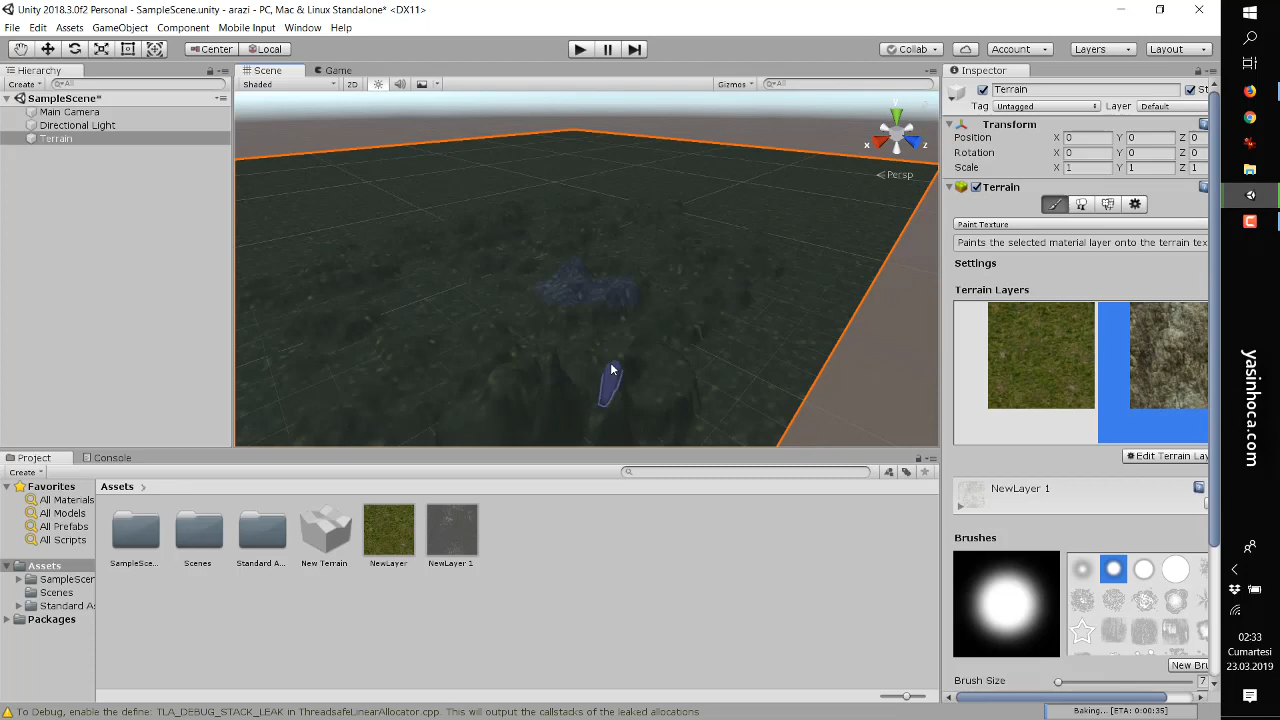 Unity 2018.3.0f2 Personal - SampleScene.unity - arazi - PC, Mac & Linux Standalone* <DX11>
File Edit Assets GameObject Component Mobile Input Window Help
Center Local Collab Account Layers Layout
Hierarchy
Create All
SampleScene*
Main Camera
Directional Light
Terrain
Scene Game
Shaded 2D Gizmos All
y
x z
Persp
Inspector
Terrain St
Tag Untagged Layer Default
Transform
Position X 0 Y 0 Z 0
Rotation X 0 Y 0 Z 0
Scale X 1 Y 1 Z 1
Terrain
Paint Texture
Paints the selected material layer onto the terrain tex
Settings
Terrain Layers
Edit Terrain Lay
NewLayer 1
Brushes
New Bru
Brush Size 7
Project Console
Create
Favorites
All Materials
All Models
All Prefabs
All Scripts
Assets
SampleScen
Scenes
Standard As
Packages
Assets
SampleSce... Scenes Standard A... New Terrain NewLayer NewLayer 1
To Debug, enable the define: TLA_DEBUG_STACK_LEAK in ThreadsafeLinearAllocator.cpp. This will output the callstacks of the leaked allocations
Baking... [ETA: 0:00:35]
yasinhoca.com
02:33
Cumartesi
23.03.2019